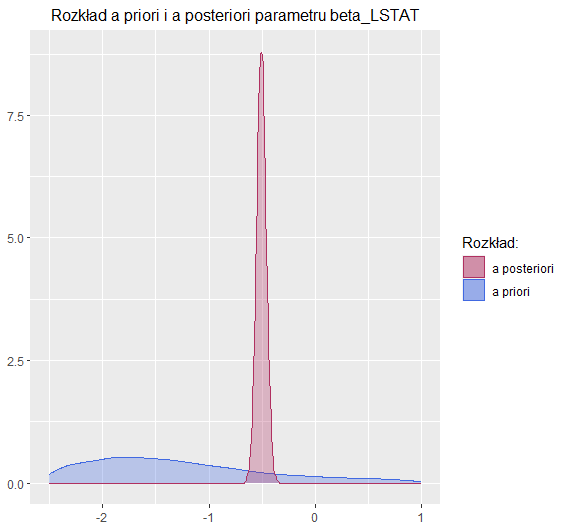 Rozkład a priori i a posteriori parametru beta_LSTAT
7.5
5.0
2.5
0.0
-2
-1
0
1
Rozkład:
a posteriori
a priori